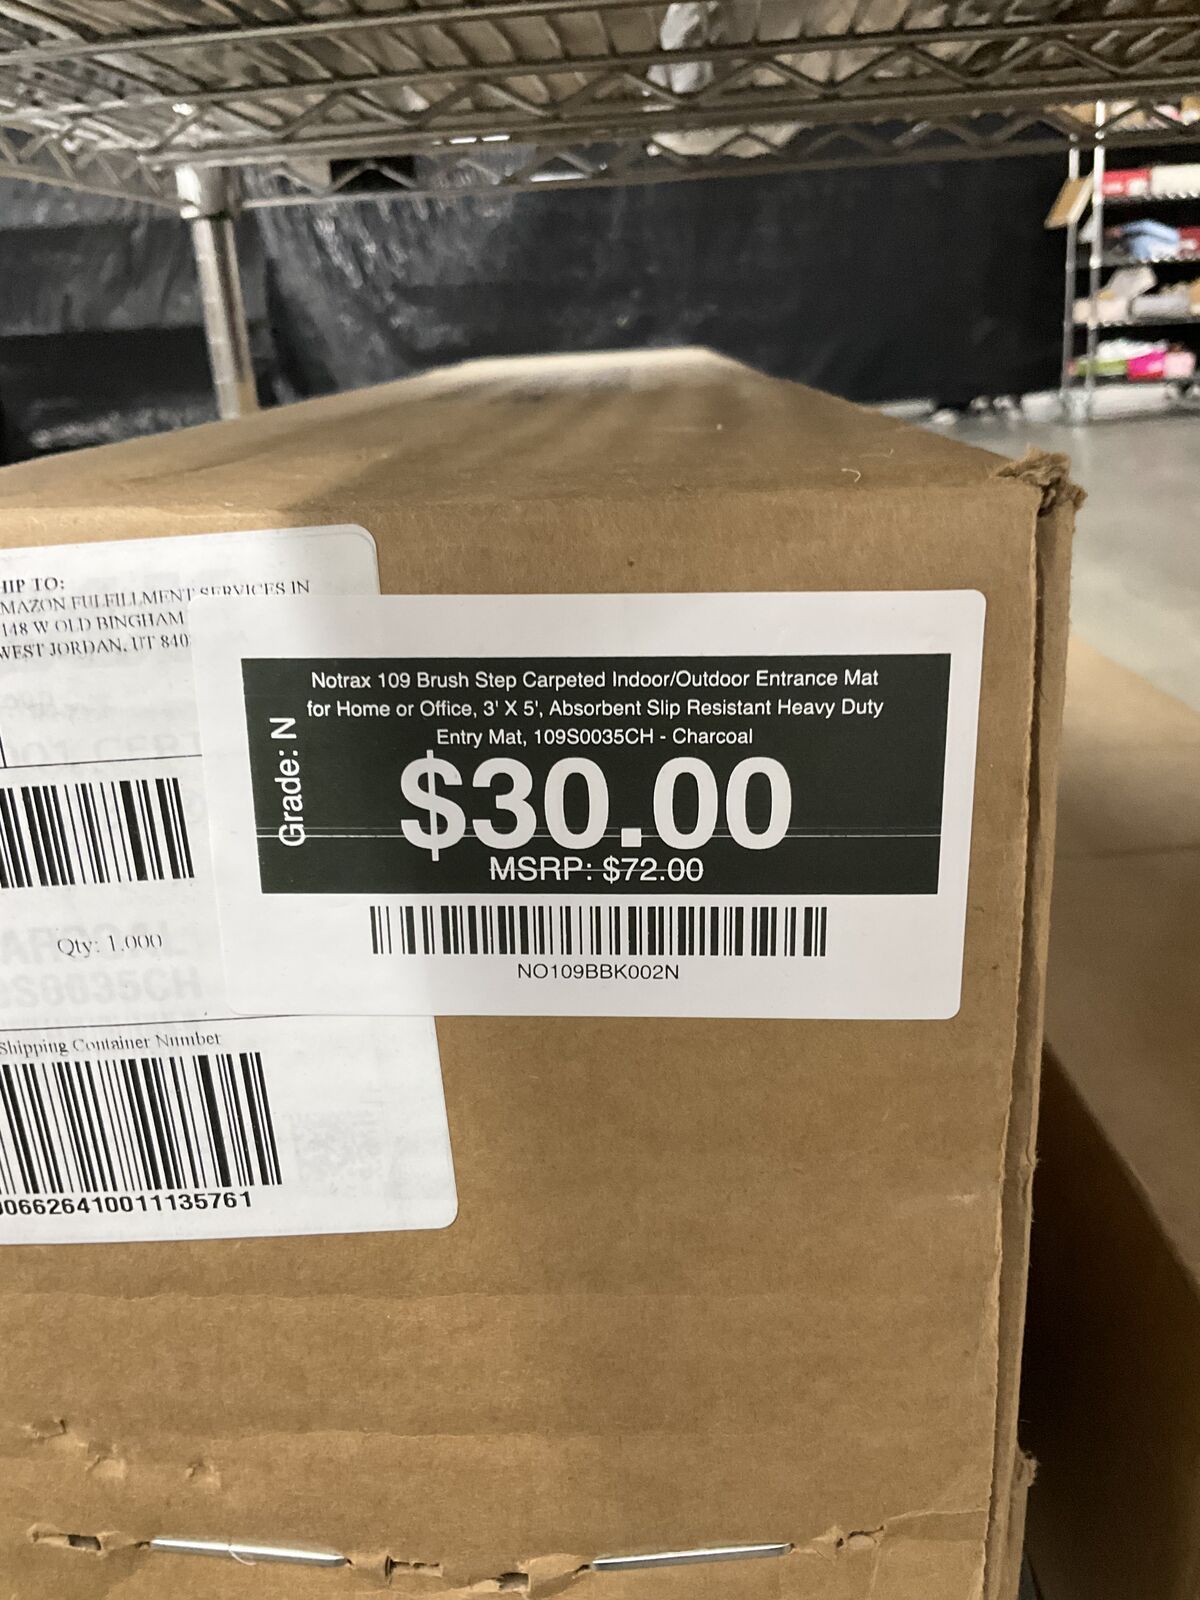 HIP TO:
MAZON FULFILLMENT SERVICES IN
148 W OLD BINGHAM
WEST JORDAN, UT 840
Qty: 1.000
S0035CH
Shipping Container Number
006626410011135761
Grade: N
Notrax 109 Brush Step Carpeted Indoor/Outdoor Entrance Mat
for Home or Office, 3' X 5', Absorbent Slip Resistant Heavy Duty
Entry Mat, 109S0035CH - Charcoal
$30.00
MSRP: $72.00
NO109BBK002N